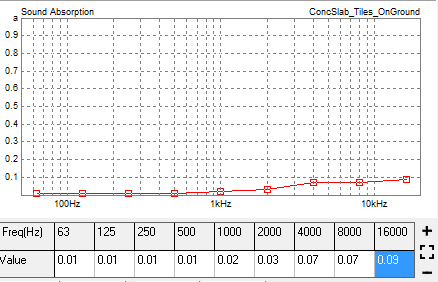 Sound Absorption ConcSlab_Tiles_OnGround
a
0.9
0.8
0.7
0.6
0.5
0.4
0.3
0.2
0.1
100Hz 1kHz 10kHz
Freq(Hz) 63 125 250 500 1000 2000 4000 8000 16000
Value 0.01 0.01 0.01 0.01 0.02 0.03 0.07 0.07 0.09